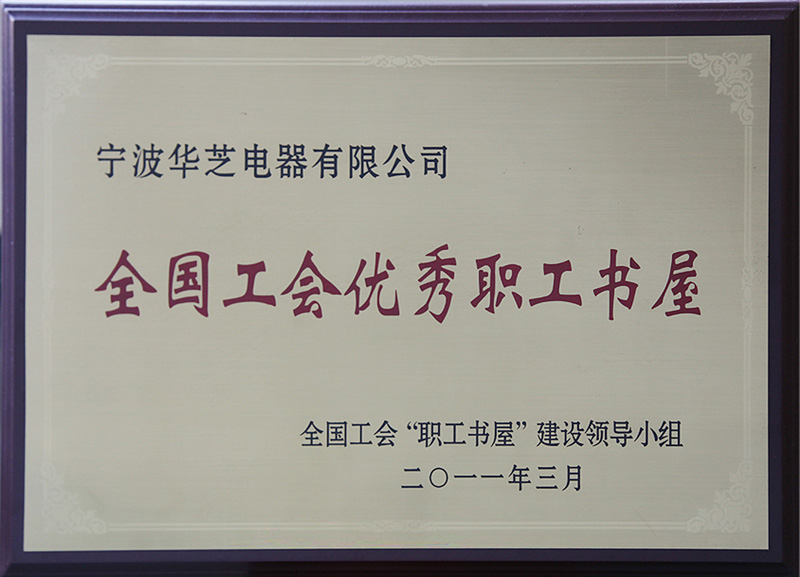 宁波华芝电器有限公司
全国工会优秀职工书屋
全国工会“职工书屋”建设领导小组
二〇一一年三月